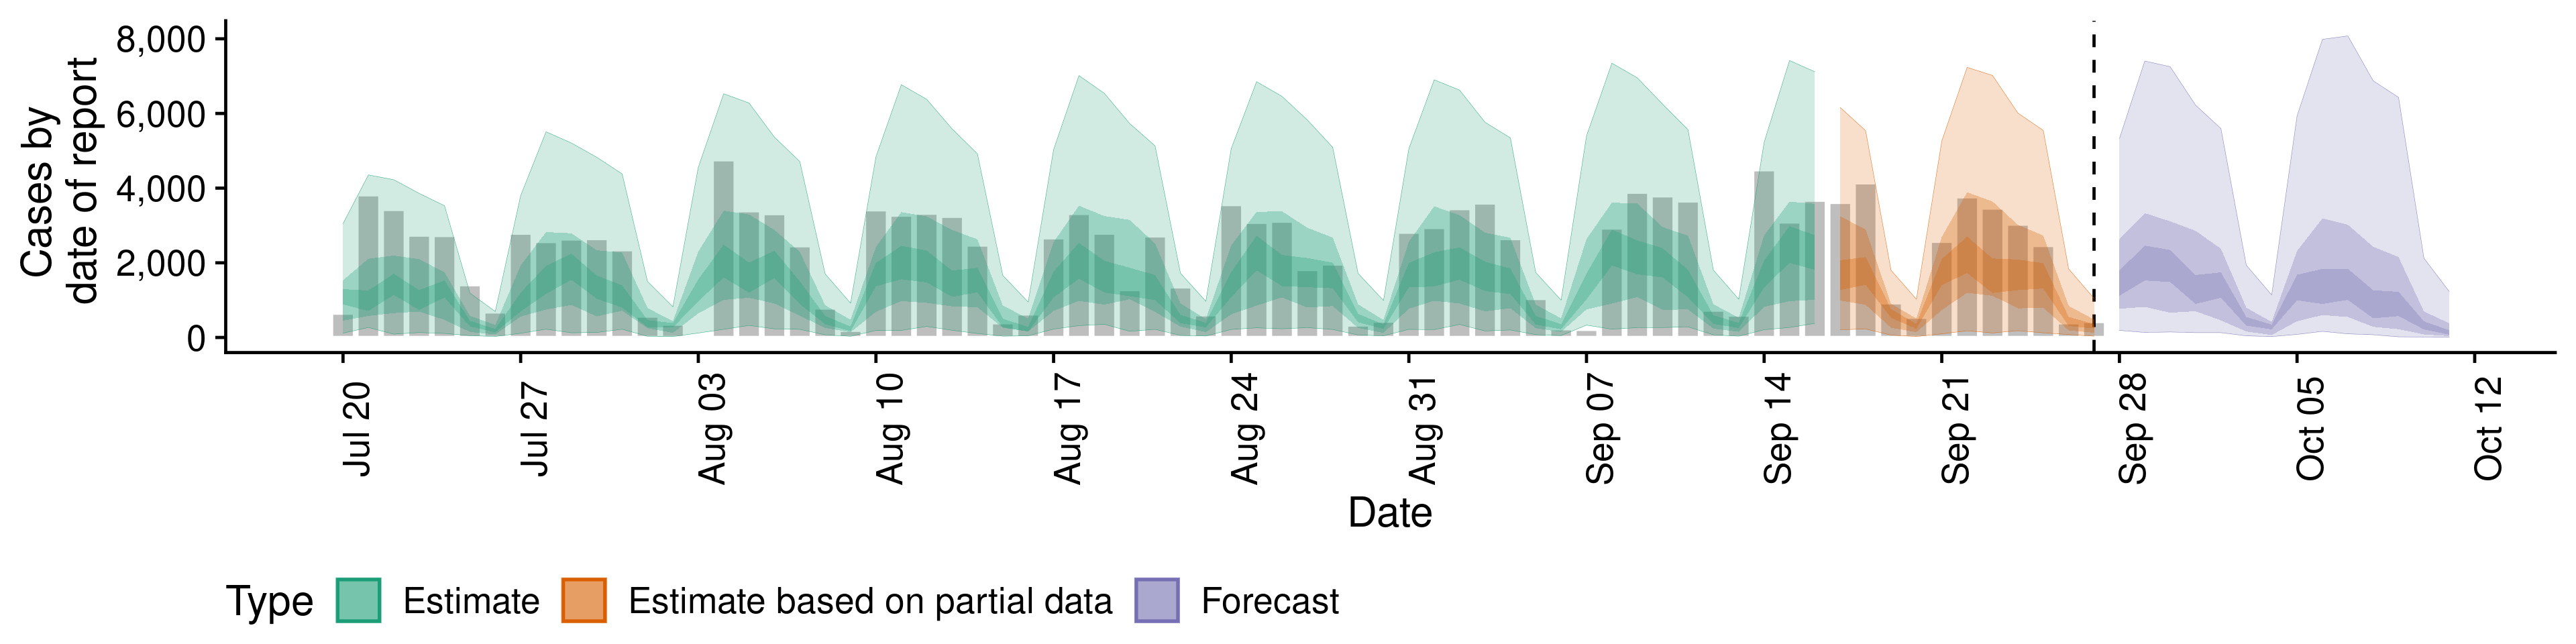 Cases by
date of report
8,000
6,000
4,000
2,000
0
Jul 20
Jul 27
Aug 03
Aug 10
Aug 17
Aug 24
Aug 31
Sep 07
Sep 14
Sep 21
Sep 28
Oct 05
Oct 12
Date
Type Estimate Estimate based on partial data Forecast